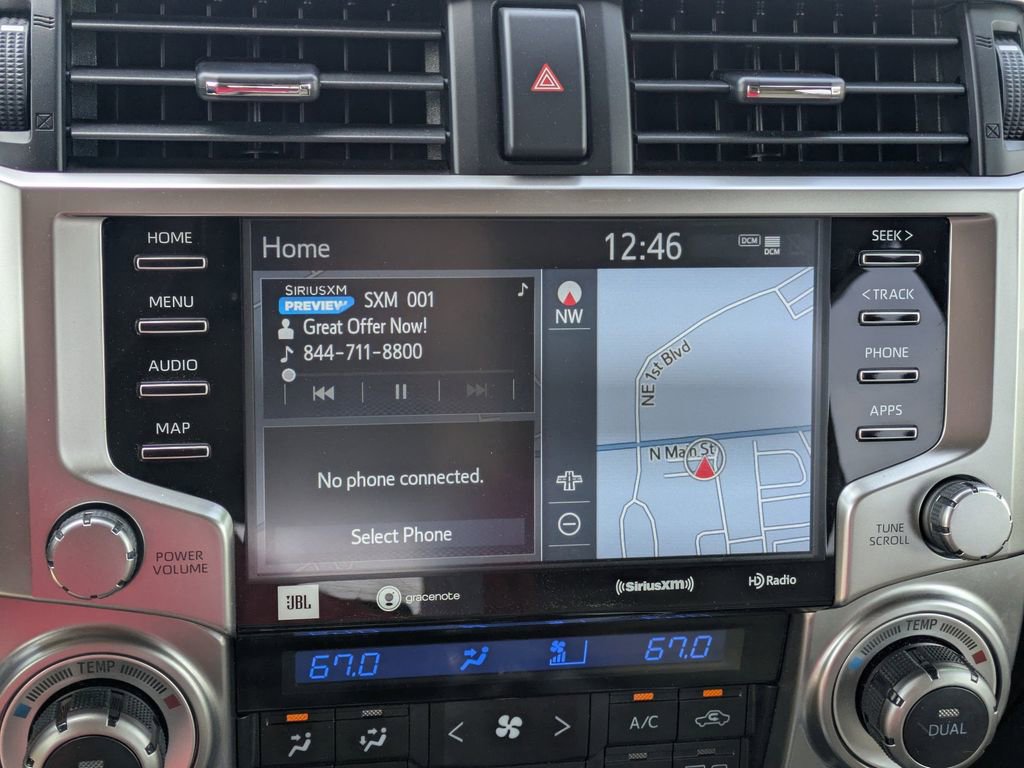 HOME
MENU
AUDIO
MAP
POWER
VOLUME
Home
12:46
DCM
DCM
SIRIUSXM
PREVIEW
SXM 001
Great Offer Now!
844-711-8800
No phone connected.
Select Phone
NW
NE 1st Blvd
N Main St
SEEK >
< TRACK
PHONE
APPS
TUNE
SCROLL
JBL
gracenote
((SiriusXM))
HD Radio
67.0
67.0
TEMP
TEMP
A/C
DUAL